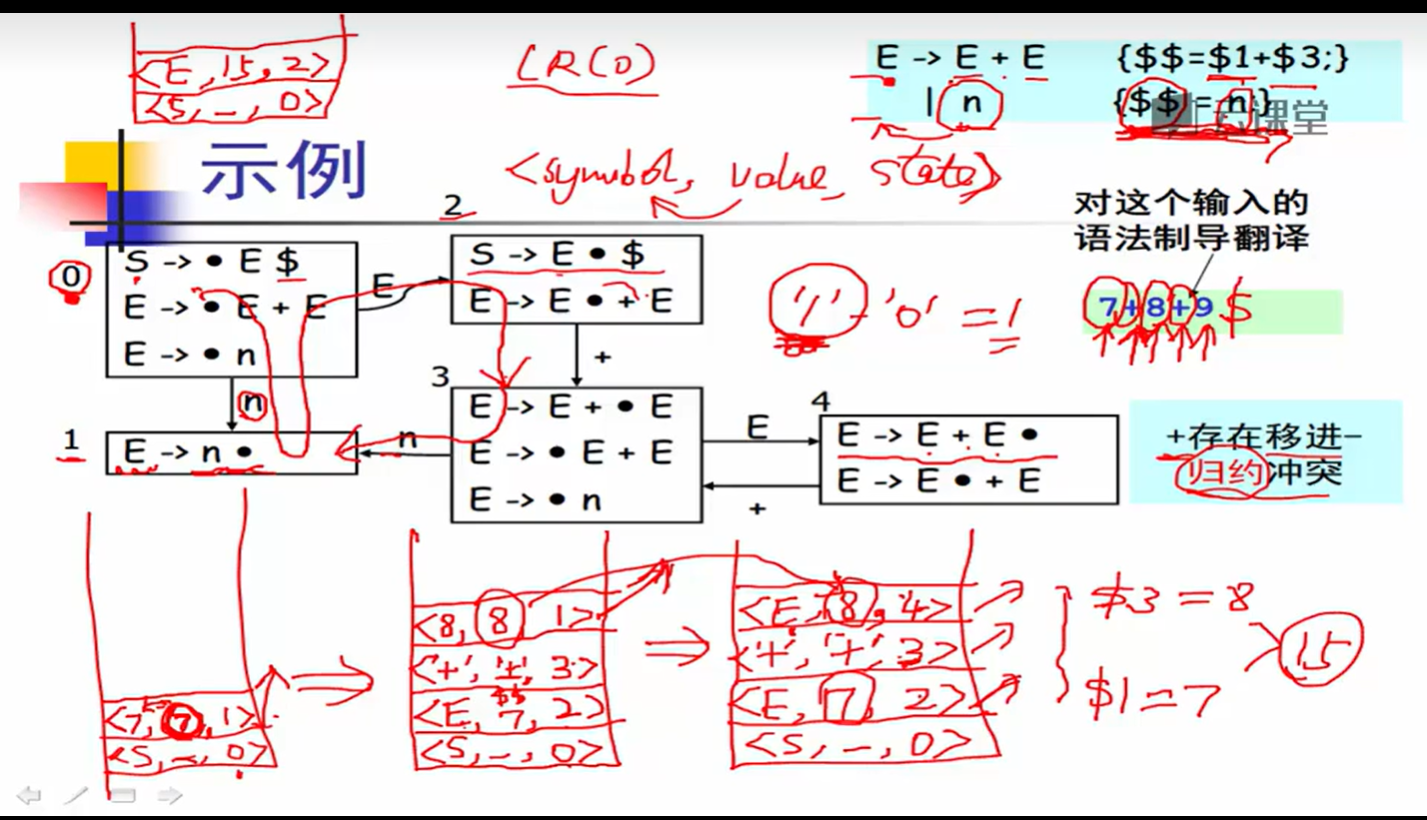 <E, 15, 2>
<S, -, 0>
LR(0)
E -> E + E {$$=$1+$3;}
| n {$$ = n;}
示例
<symbol, value, state>
对这个输入的
语法制导翻译
7+8+9 $
'1' - '0' = 1
0
S -> • E $
E -> • E + E
E -> • n
E
2
S -> E • $
E -> E • + E
n
+
1
E -> n •
n
3
E -> E + • E
E -> • E + E
E -> • n
E
+
4
E -> E + E •
E -> E • + E
+存在移进-
归约冲突
<7, 7, 1>
<S, -, 0>
<8, 8, 1>
<'+', '+', 3>
$$
<E, 7, 2>
<S, -, 0>
<E, 8, 4>
<'+', '+', 3>
<E, 7, 2>
<S, -, 0>
$3 = 8
15
$1 = 7